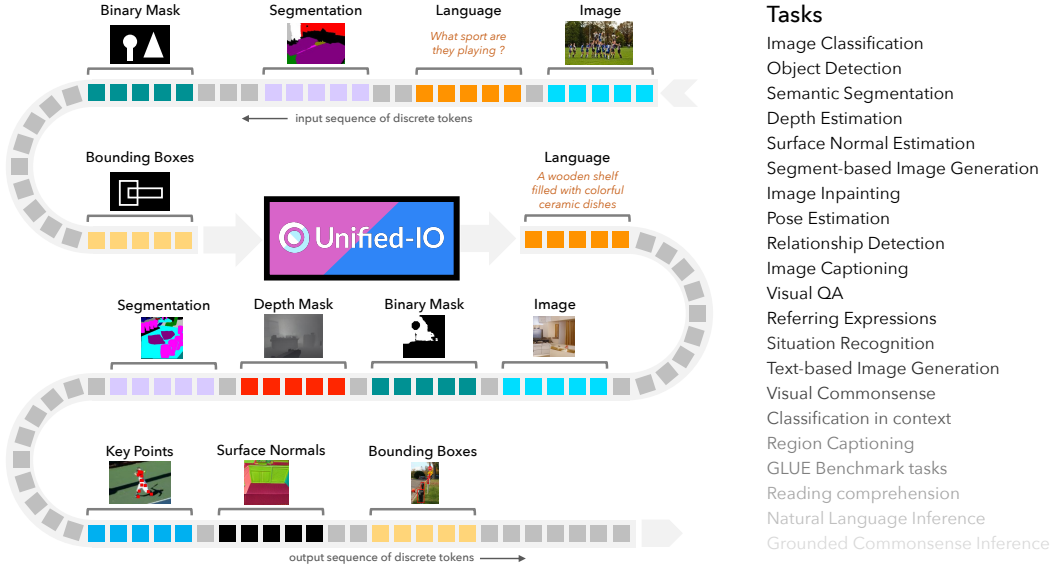 Binary Mask
Segmentation
Language
Image
What sport are
they playing ?
input sequence of discrete tokens
Bounding Boxes
Unified-IO
Language
A wooden shelf
filled with colorful
ceramic dishes
Segmentation
Depth Mask
Binary Mask
Image
Key Points
Surface Normals
Bounding Boxes
output sequence of discrete tokens
Tasks
Image Classification
Object Detection
Semantic Segmentation
Depth Estimation
Surface Normal Estimation
Segment-based Image Generation
Image Inpainting
Pose Estimation
Relationship Detection
Image Captioning
Visual QA
Referring Expressions
Situation Recognition
Text-based Image Generation
Visual Commonsense
Classification in context
Region Captioning
GLUE Benchmark tasks
Reading comprehension
Natural Language Inference
Grounded Commonsense Inference